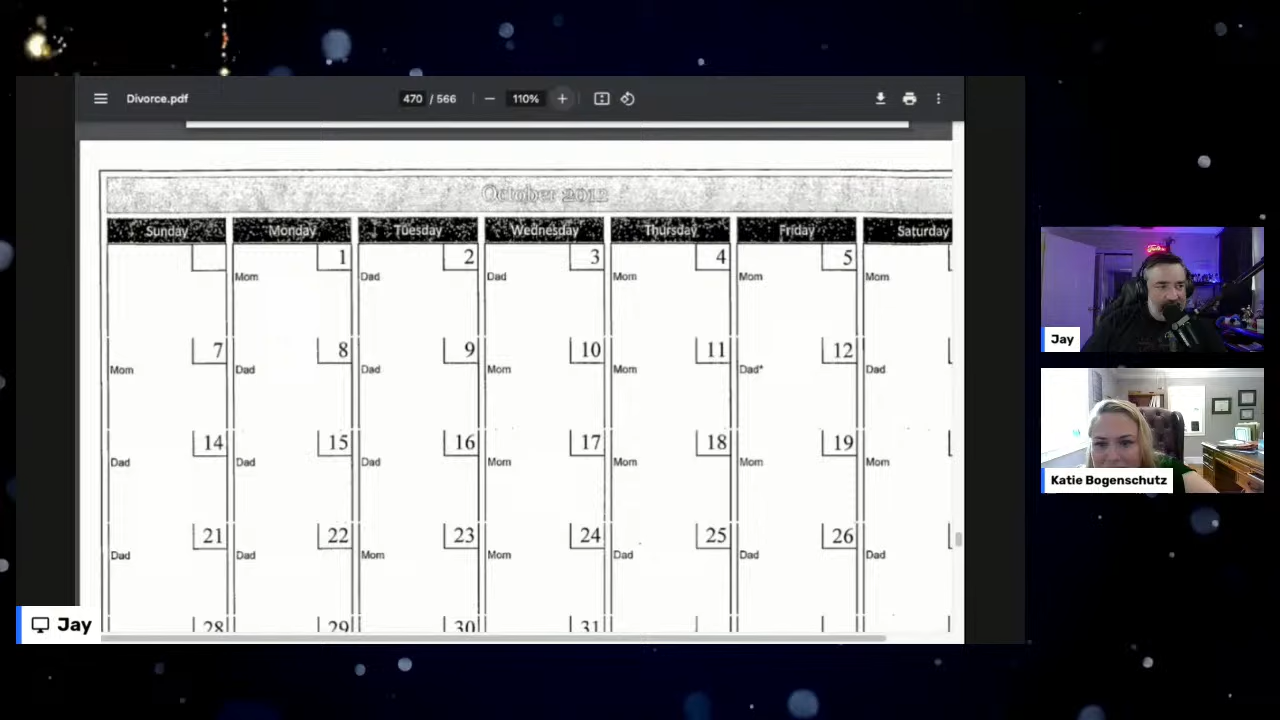 Divorce.pdf 470 / 566 110%
October 2012
Sunday Monday Tuesday Wednesday Thursday Friday Saturday
1 2 3 4 5
Mom Dad Dad Mom Mom Mom
7 8 9 10 11 12
Mom Dad Dad Mom Mom Dad* Dad
14 15 16 17 18 19
Dad Dad Dad Mom Mom Mom Mom
21 22 23 24 25 26
Dad Dad Mom Mom Dad Dad Dad
28 29 30 31
Jay
Jay
Katie Bogenschutz